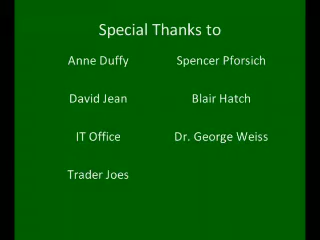 Special Thanks to
Anne Duffy
Spencer Pforsich
David Jean
Blair Hatch
IT Office
Dr. George Weiss
Trader Joes